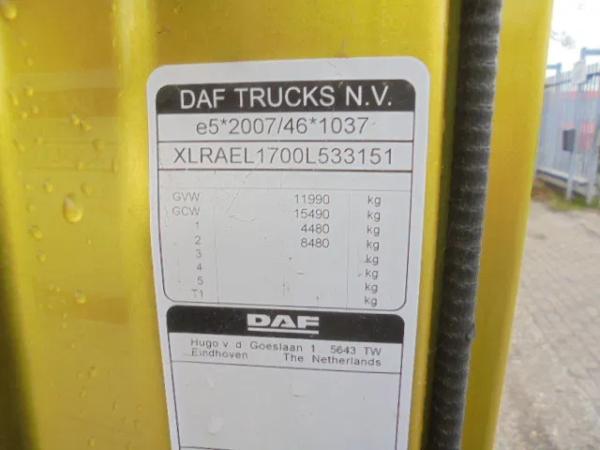 DAF TRUCKS N.V.
e5*2007/46*1037
XLRAEL1700L533151
GVW 11990 kg
GCW 15490 kg
1 4480 kg
2 8480 kg
3 kg
4 kg
5 kg
T1 kg
DAF
Hugo v. d. Goeslaan 1 5643 TW
Eindhoven The Netherlands